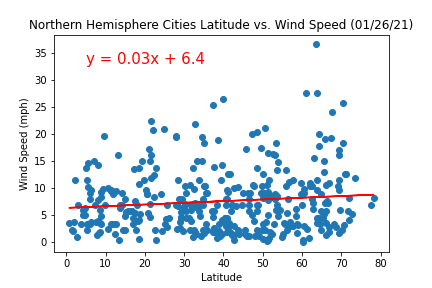 Northern Hemisphere Cities Latitude vs. Wind Speed (01/26/21)
y = 0.03x + 6.4
Wind Speed (mph)
35
30
25
20
15
10
5
0
0 10 20 30 40 50 60 70 80
Latitude